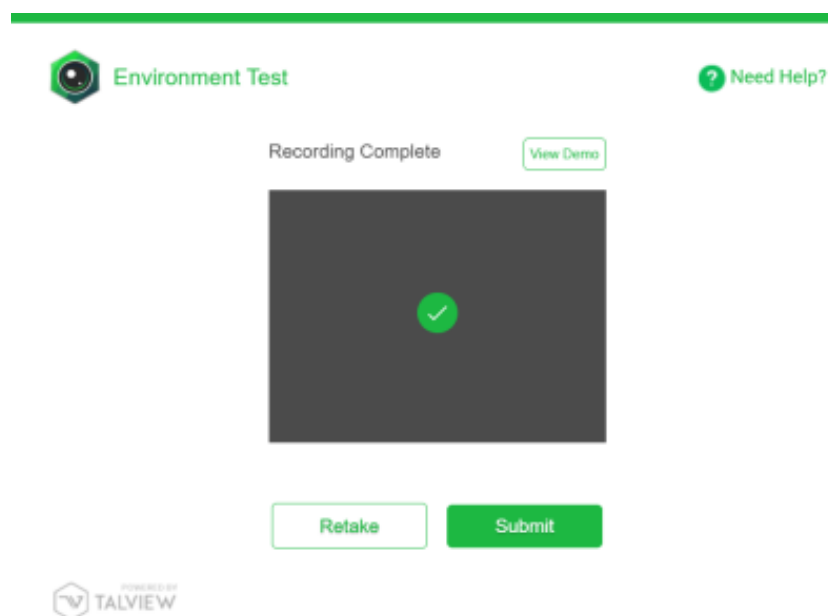 Environment Test
? Need Help?
Recording Complete
View Demo
Retake
Submit
POWERED BY
TALVIEW